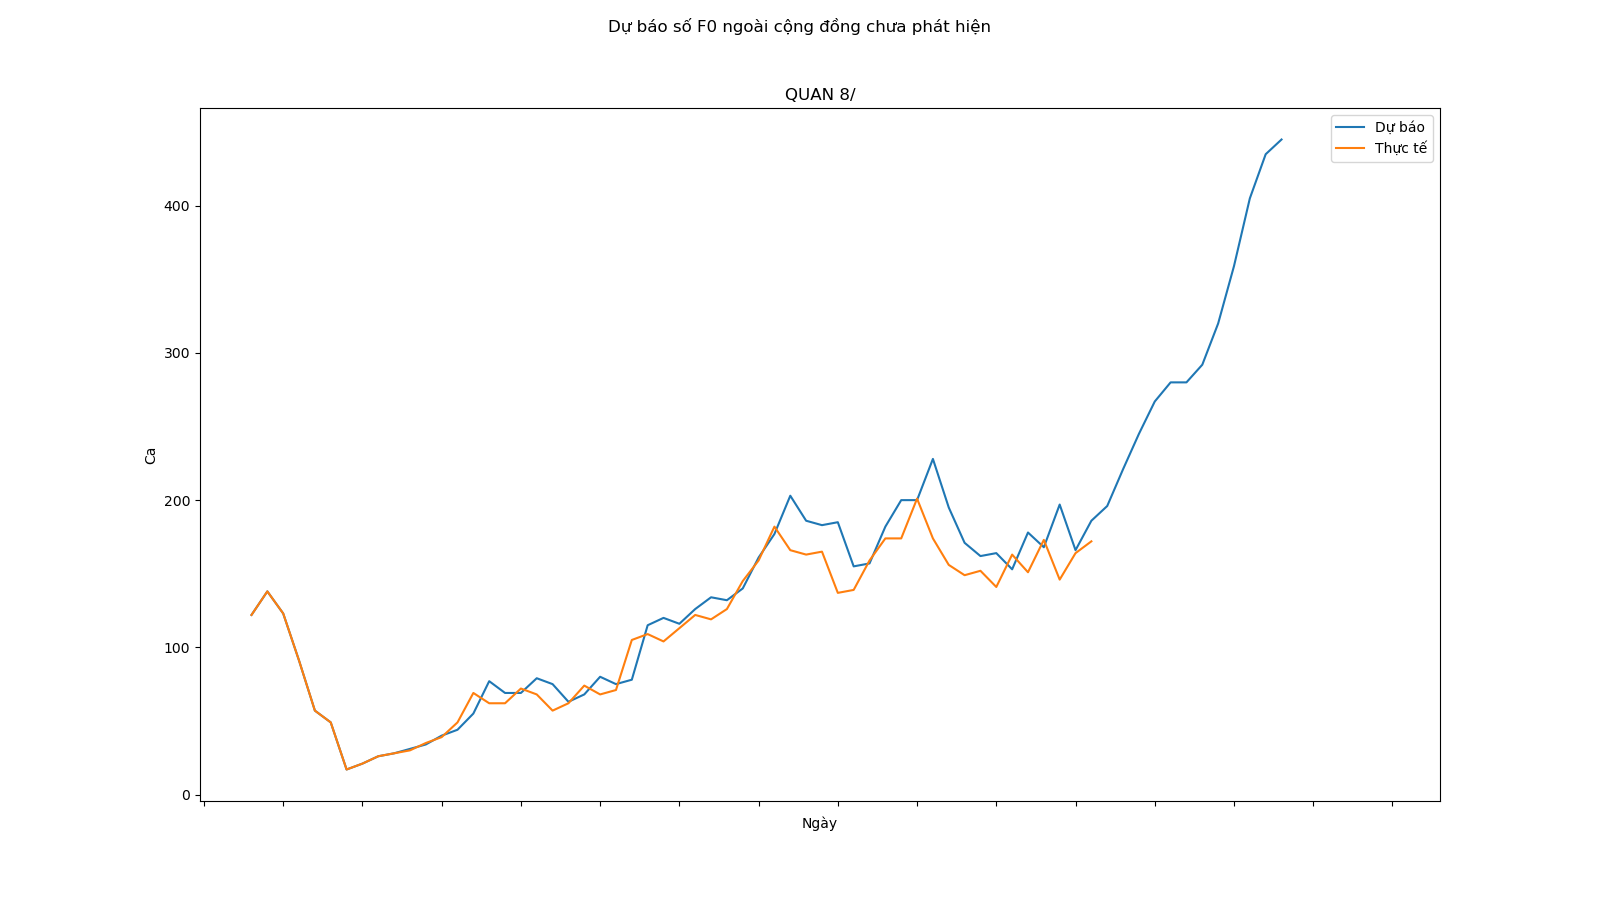 Dự báo số F0 ngoài cộng đồng chưa phát hiện
QUAN 8/
Dự báo
Thực tế
400
300
200
100
0
Ca
Ngày